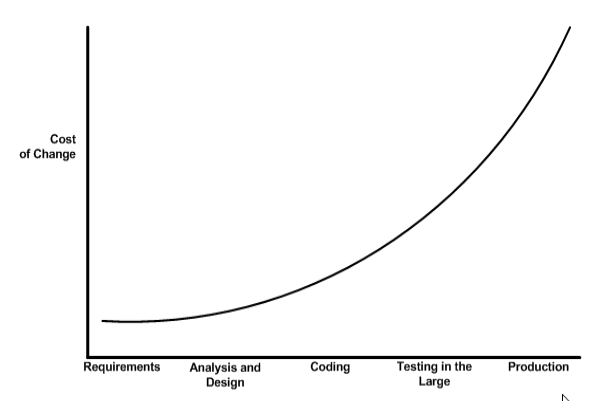 Cost
of Change
Requirements
Analysis and
Design
Coding
Testing in the
Large
Production